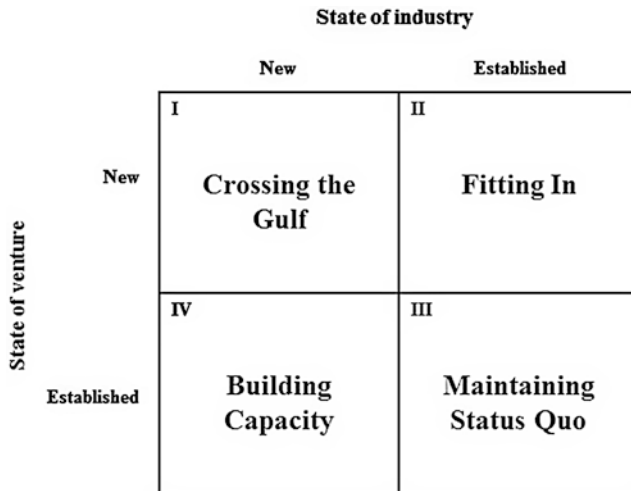 State of industry
New
Established
State of venture
New
I
Crossing the
Gulf
II
Fitting In
Established
IV
Building
Capacity
III
Maintaining
Status Quo